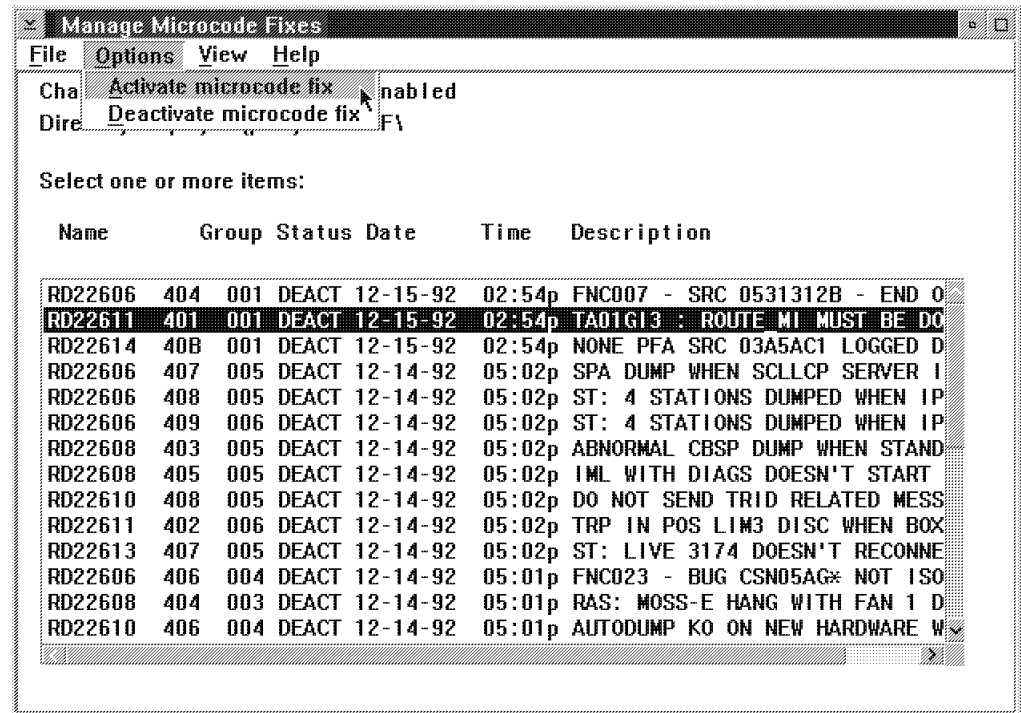 Manage Microcode Fixes
File Options View Help
Activate microcode fix
Deactivate microcode fix
Cha nabled
Dire F\
Select one or more items:
Name Group Status Date Time Description
RD22606 404 001 DEACT 12-15-92 02:54p FNC007 - SRC 0531312B - END O
RD22611 401 001 DEACT 12-15-92 02:54p TA01GI3 : ROUTE_MI MUST BE DO
RD22614 40B 001 DEACT 12-15-92 02:54p NONE PFA SRC 03A5AC1 LOGGED D
RD22606 407 005 DEACT 12-14-92 05:02p SPA DUMP WHEN SCLLCP SERVER I
RD22606 408 005 DEACT 12-14-92 05:02p ST: 4 STATIONS DUMPED WHEN IP
RD22606 409 006 DEACT 12-14-92 05:02p ST: 4 STATIONS DUMPED WHEN IP
RD22608 403 005 DEACT 12-14-92 05:02p ABNORMAL CBSP DUMP WHEN STAND
RD22608 405 005 DEACT 12-14-92 05:02p IML WITH DIAGS DOESN'T START
RD22610 408 005 DEACT 12-14-92 05:02p DO NOT SEND TRID RELATED MESS
RD22611 402 006 DEACT 12-14-92 05:02p TRP IN POS LIM3 DISC WHEN BOX
RD22613 407 005 DEACT 12-14-92 05:02p ST: LIVE 3174 DOESN'T RECONNE
RD22606 406 004 DEACT 12-14-92 05:01p FNC023 - BUG CSN05AG* NOT ISO
RD22608 404 003 DEACT 12-14-92 05:01p RAS: MOSS-E HANG WITH FAN 1 D
RD22610 406 004 DEACT 12-14-92 05:01p AUTODUMP KO ON NEW HARDWARE W